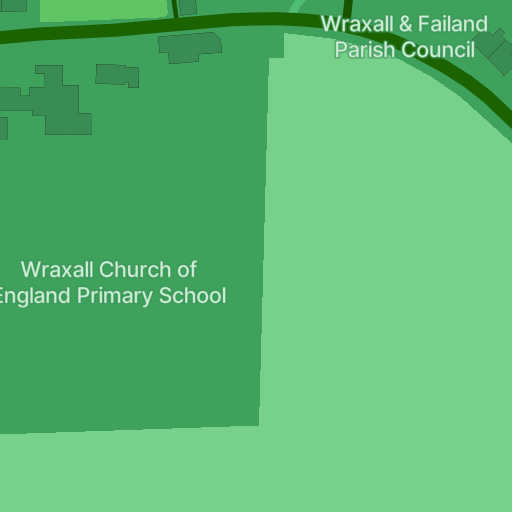 Wraxall & Failand
Parish Council
Wraxall Church of
England Primary School